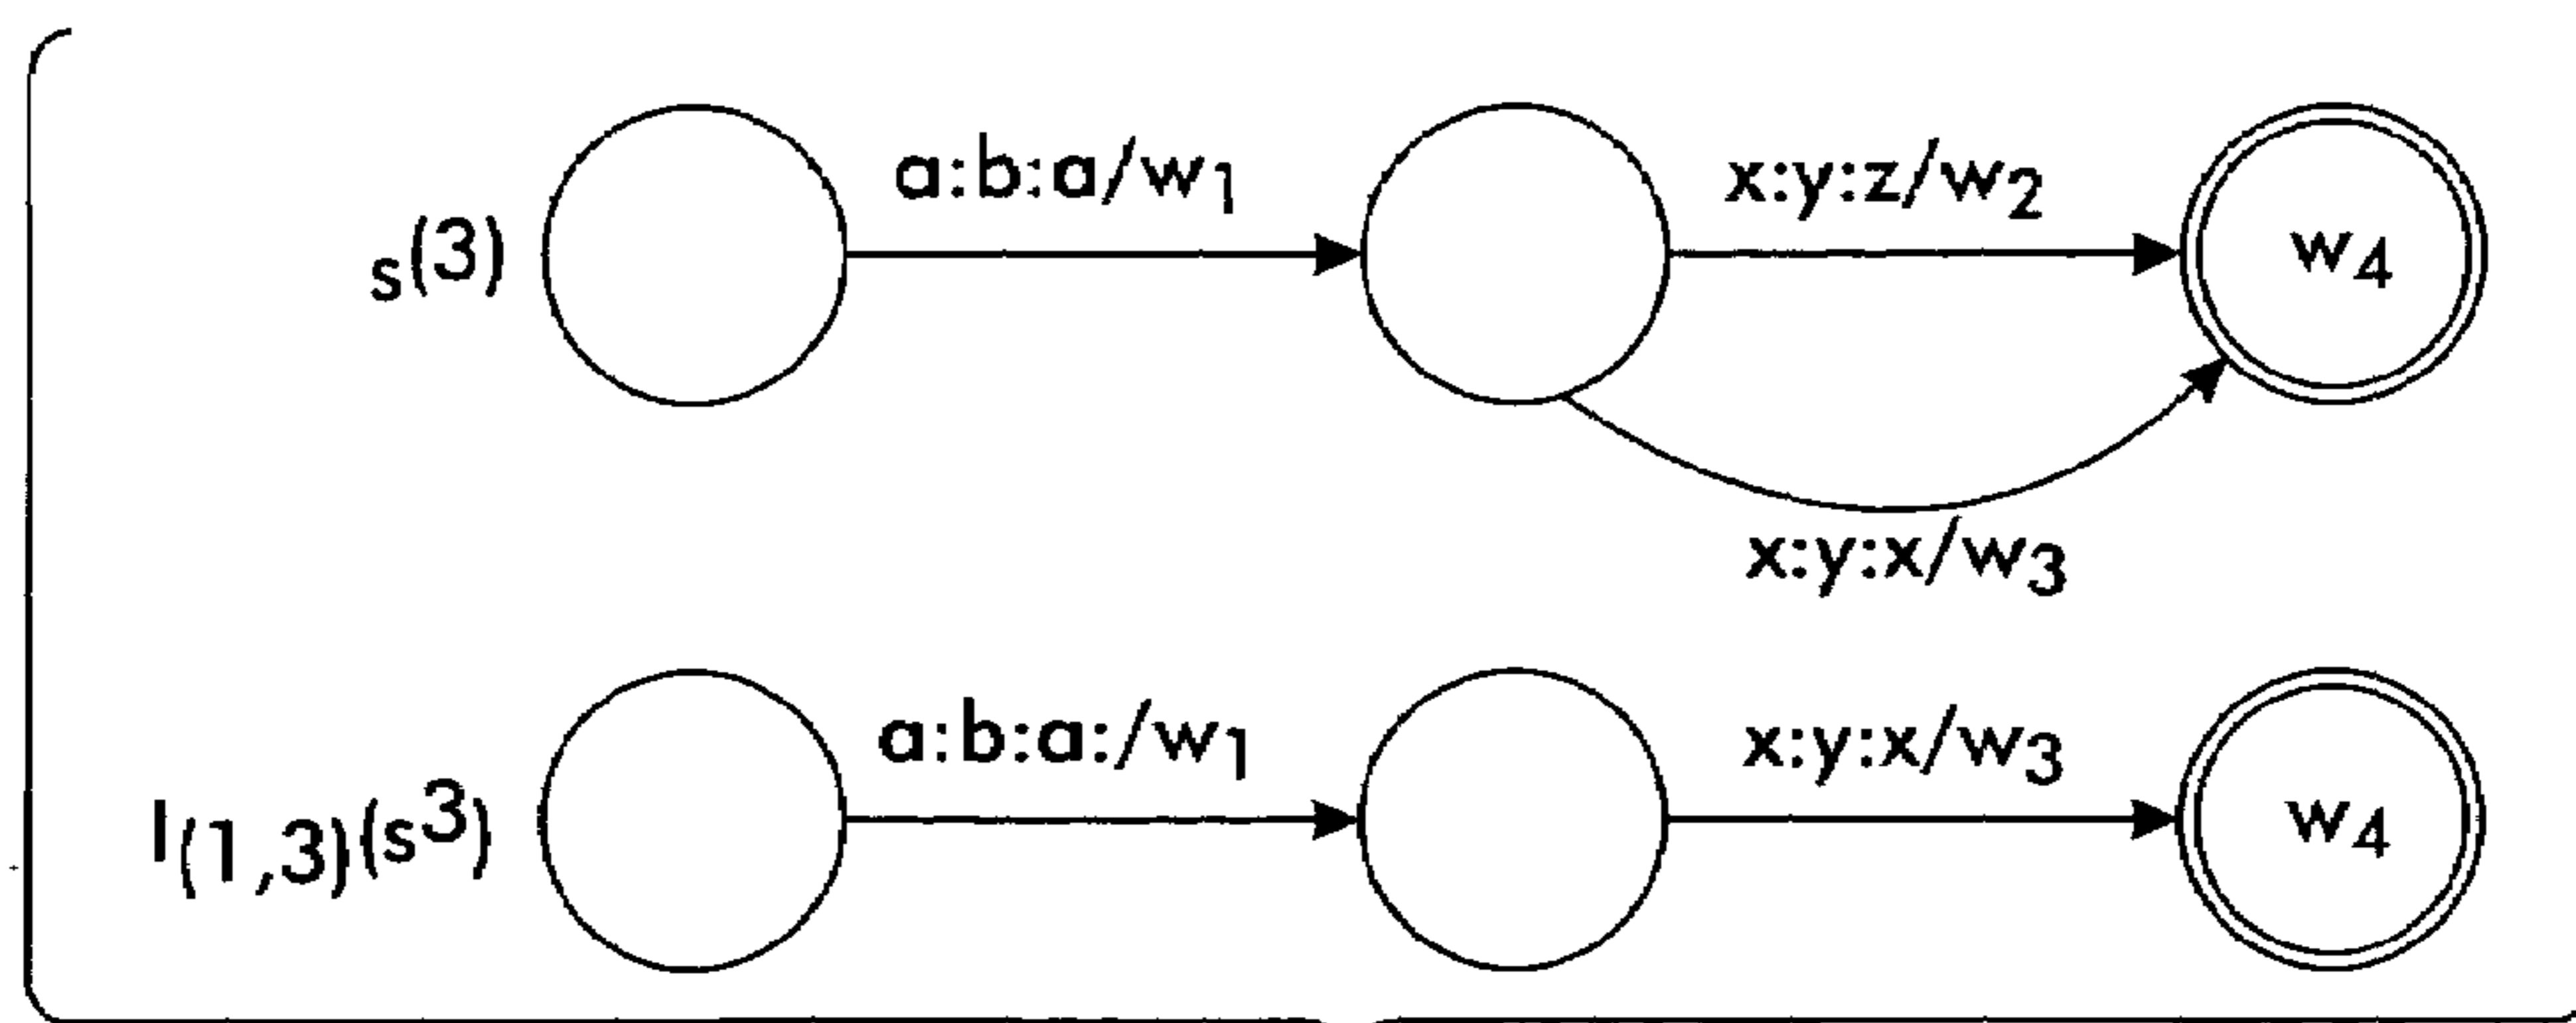 a:b:a/w1 x:y:z/w2
s(3) w4
x:y:x/w3
a:b:a:/w1 x:y:x/w3
I(1,3)(s3) w4